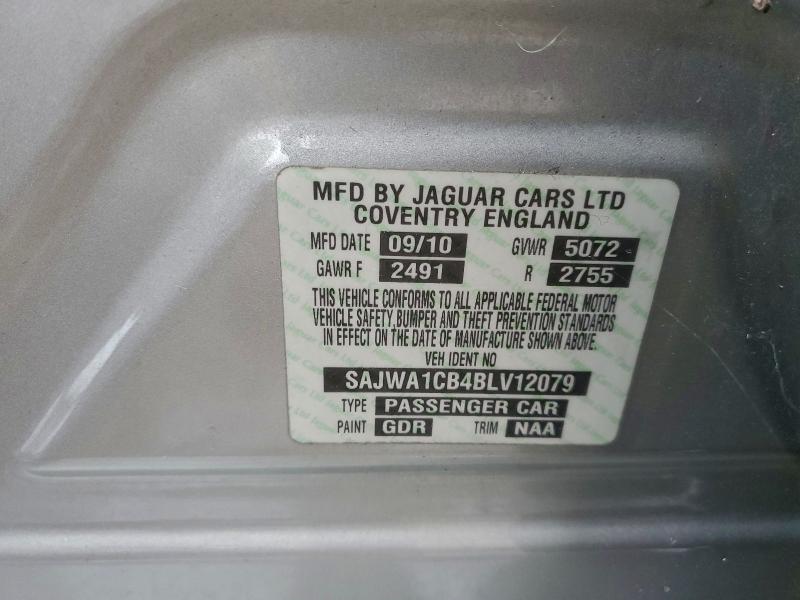 MFD BY JAGUAR CARS LTD
COVENTRY ENGLAND
MFD DATE 09/10 GVWR 5072
GAWR F 2491 R 2755
THIS VEHICLE CONFORMS TO ALL APPLICABLE FEDERAL MOTOR
VEHICLE SAFETY,BUMPER AND THEFT PREVENTION STANDARDS
IN EFFECT ON THE DATE OF MANUFACTURE SHOWN ABOVE.
VEH IDENT NO
SAJWA1CB4BLV12079
TYPE PASSENGER CAR
PAINT GDR TRIM NAA